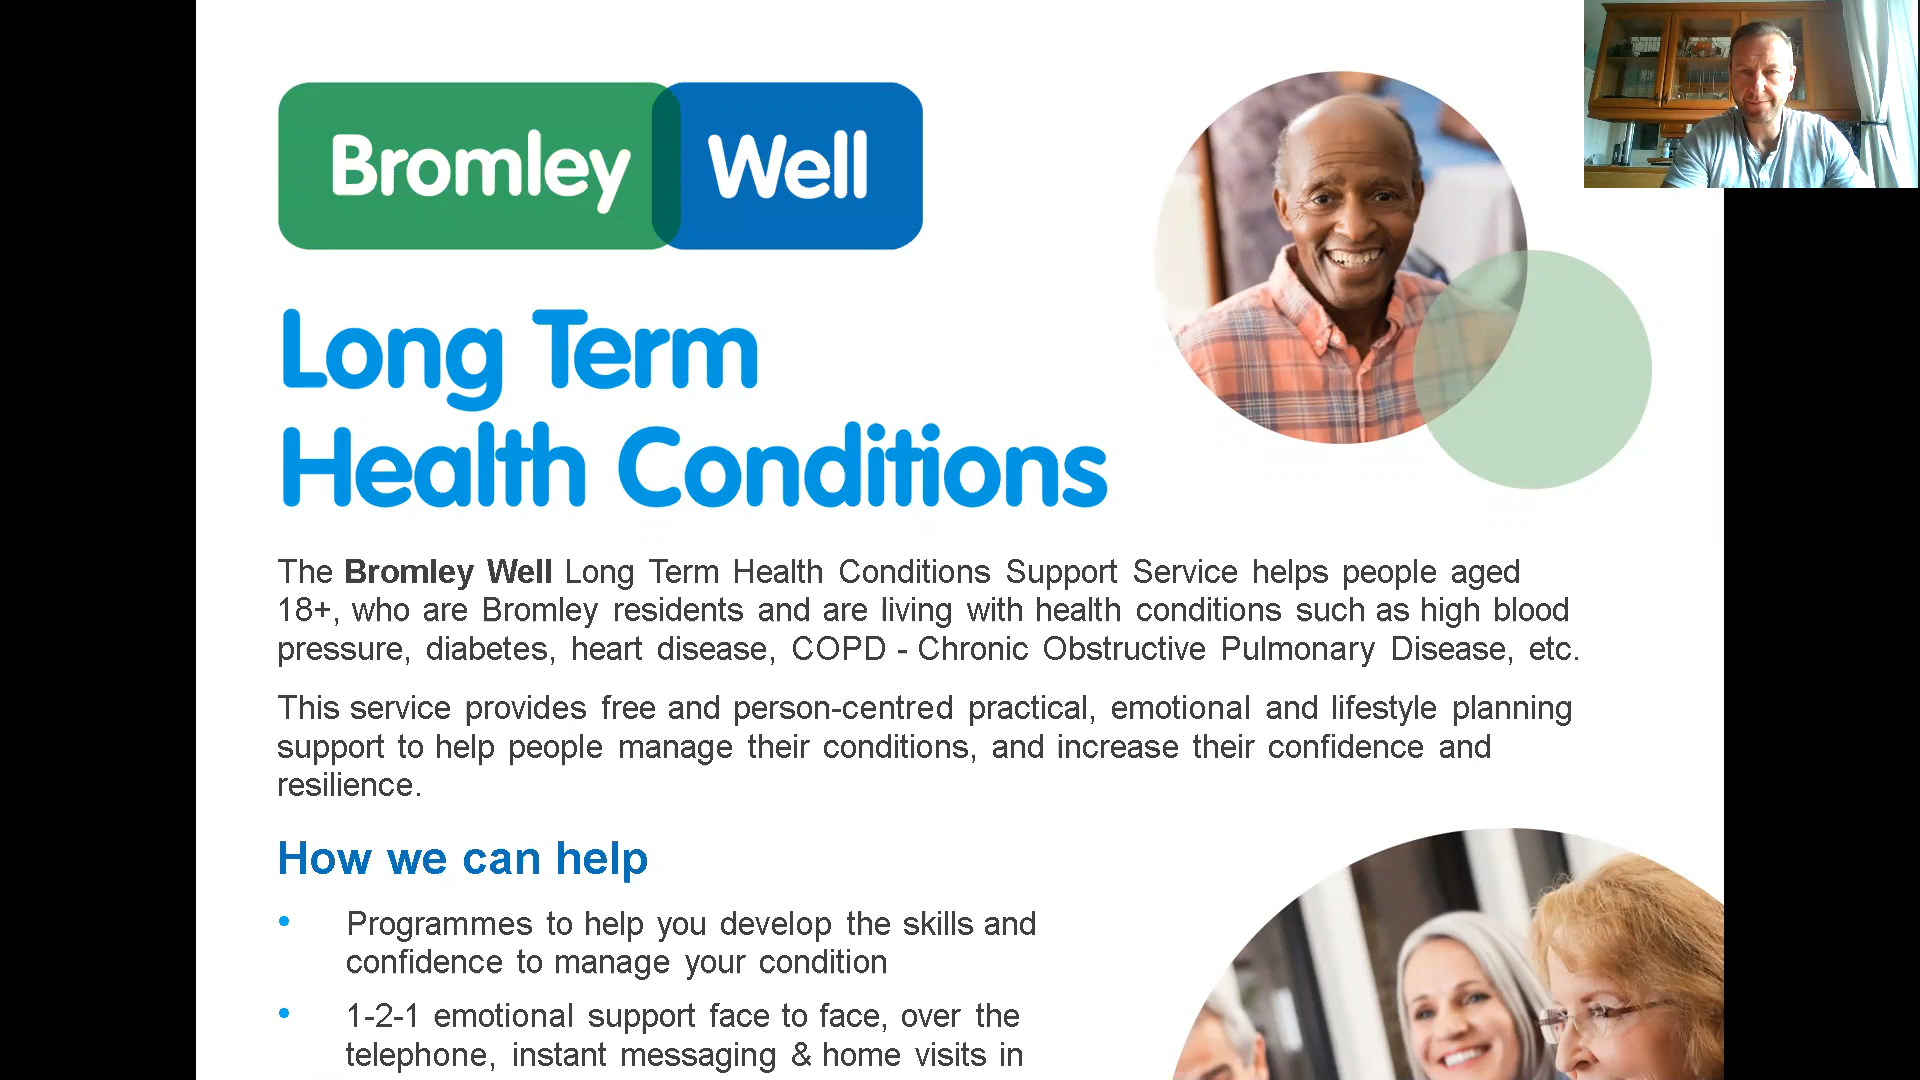 Bromley Well
Long Term
Health Conditions
The Bromley Well Long Term Health Conditions Support Service helps people aged
18+, who are Bromley residents and are living with health conditions such as high blood
pressure, diabetes, heart disease, COPD - Chronic Obstructive Pulmonary Disease, etc.
This service provides free and person-centred practical, emotional and lifestyle planning
support to help people manage their conditions, and increase their confidence and
resilience.
How we can help
• Programmes to help you develop the skills and
confidence to manage your condition
• 1-2-1 emotional support face to face, over the
telephone, instant messaging & home visits in